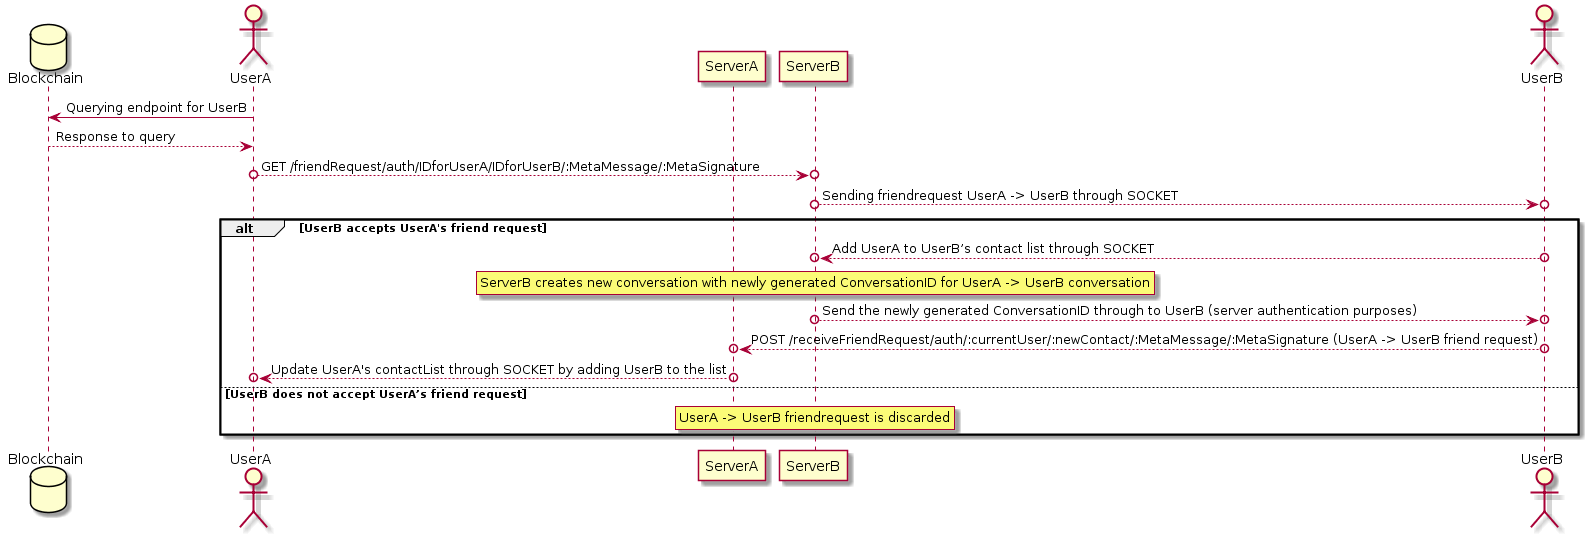 Blockchain
UserA
ServerA
ServerB
UserB
Querying endpoint for UserB
Response to query
GET /friendRequest/auth/IDforUserA/IDforUserB/:MetaMessage/:MetaSignature
Sending friendrequest UserA -> UserB through SOCKET
alt [UserB accepts UserA's friend request]
Add UserA to UserB’s contact list through SOCKET
ServerB creates new conversation with newly generated ConversationID for UserA -> UserB conversation
Send the newly generated ConversationID through to UserB (server authentication purposes)
POST /receiveFriendRequest/auth/:currentUser/:newContact/:MetaMessage/:MetaSignature (UserA -> UserB friend request)
Update UserA's contactList through SOCKET by adding UserB to the list
[UserB does not accept UserA’s friend request]
UserA -> UserB friendrequest is discarded
Blockchain
UserA
ServerA
ServerB
UserB